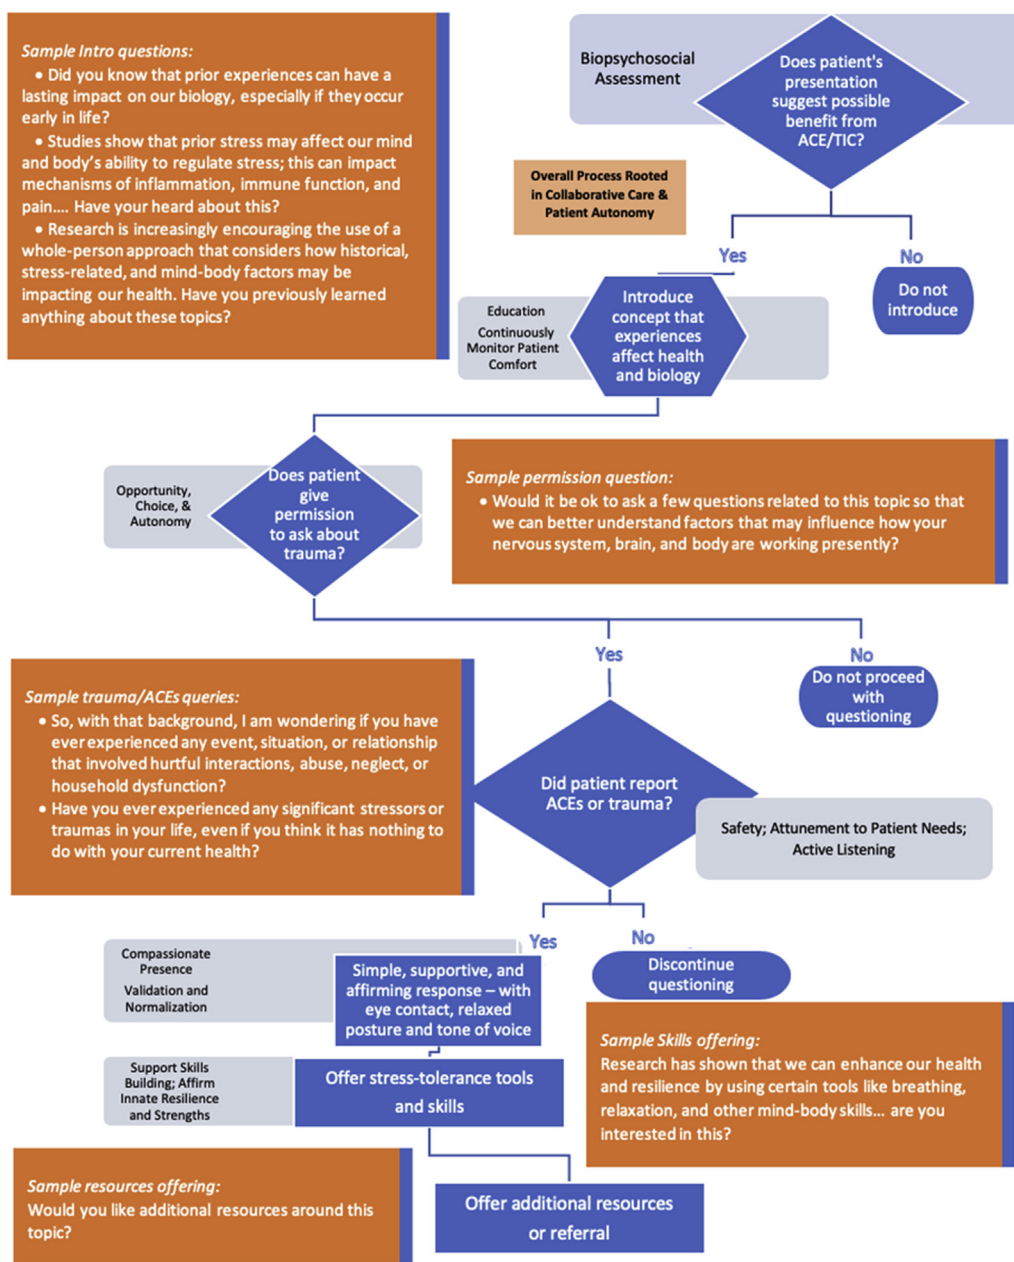 Sample Intro questions:
• Did you know that prior experiences can have a
lasting impact on our biology, especially if they occur
early in life?
• Studies show that prior stress may affect our mind
and body's ability to regulate stress; this can impact
mechanisms of inflammation, immune function, and
pain.... Have your heard about this?
• Research is increasingly encouraging the use of a
whole-person approach that considers how historical,
stress-related, and mind-body factors may be
impacting our health. Have you previously learned
anything about these topics?
Biopsychosocial
Assessment
Does patient's
presentation
suggest possible
benefit from
ACE/TIC?
Overall Process Rooted
in Collaborative Care &
Patient Autonomy
Yes
No
Do not
introduce
Education
Continuously
Monitor Patient
Comfort
Introduce
concept that
experiences
affect health
and biology
Opportunity,
Choice, &
Autonomy
Does patient
give
permission
to ask about
trauma?
Sample permission question:
• Would it be ok to ask a few questions related to this topic so that
we can better understand factors that may influence how your
nervous system, brain, and body are working presently?
Yes
No
Do not proceed
with
questioning
Sample trauma/ACEs queries:
• So, with that background, I am wondering if you have
ever experienced any event, situation, or relationship
that involved hurtful interactions, abuse, neglect, or
household dysfunction?
• Have you ever experienced any significant stressors or
traumas in your life, even if you think it has nothing to
do with your current health?
Did patient report
ACEs or trauma?
Safety; Attunement to Patient Needs;
Active Listening
Yes
No
Compassionate
Presence
Validation and
Normalization
Simple, supportive, and
affirming response – with
eye contact, relaxed
posture and tone of voice
Discontinue
questioning
Support Skills
Building; Affirm
Innate Resilience
and Strengths
Offer stress-tolerance tools
and skills
Sample Skills offering:
Research has shown that we can enhance our health
and resilience by using certain tools like breathing,
relaxation, and other mind-body skills... are you
interested in this?
Sample resources offering:
Would you like additional resources around this
topic?
Offer additional resources
or referral